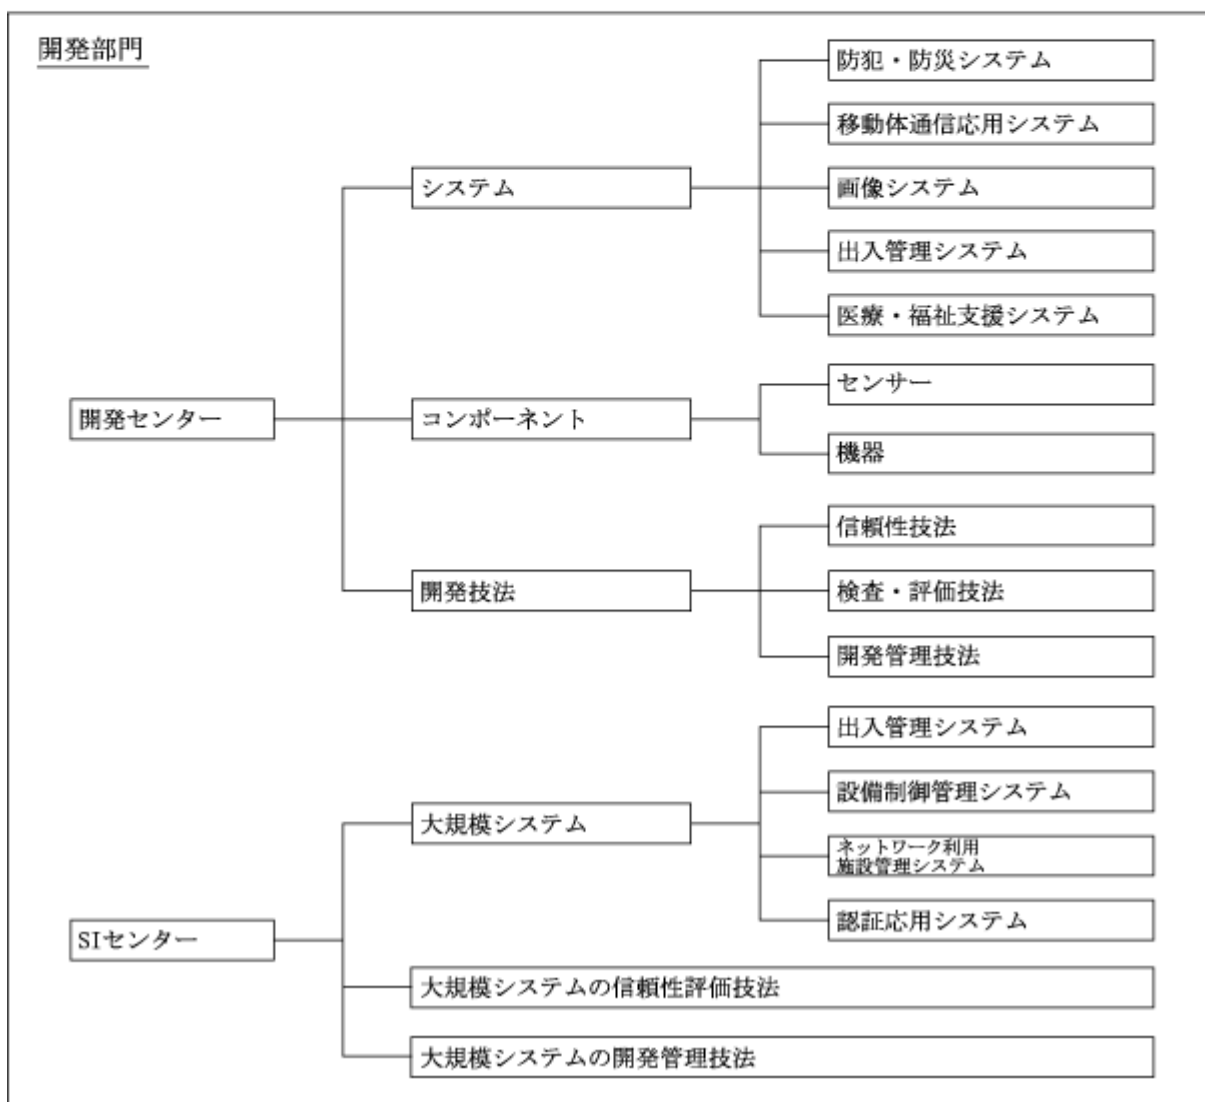 開発部門
防犯・防災システム
移動体通信応用システム
システム
画像システム
出入管理システム
医療・福祉支援システム
センサー
開発センター
コンポーネント
機器
信頼性技法
開発技法
検査・評価技法
開発管理技法
出入管理システム
設備制御管理システム
大規模システム
ネットワーク利用
施設管理システム
認証応用システム
SIセンター
大規模システムの信頼性評価技法
大規模システムの開発管理技法